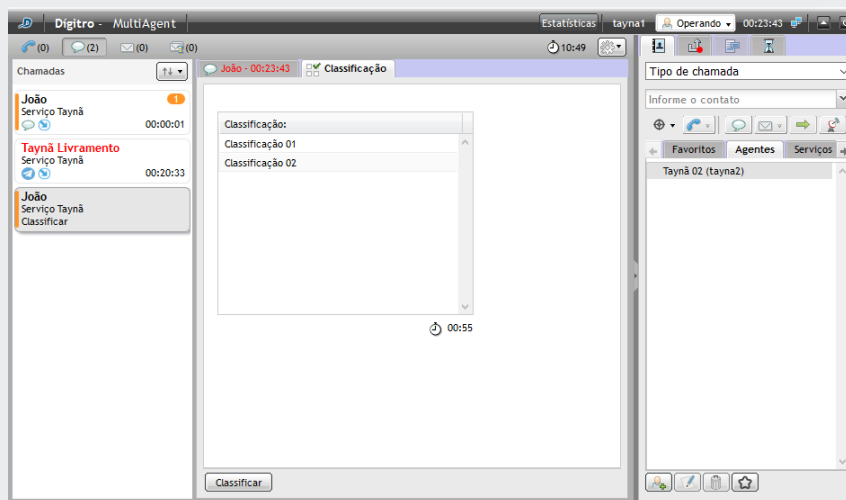 Dígitro - MultiAgent
Estatísticas tayna1 Operando 00:23:43
(0) (2) (0) (0)
10:49
Chamadas
João 1
Serviço Taynã
00:00:01
Taynã Livramento
Serviço Taynã
00:20:33
João
Serviço Taynã
Classificar
João - 00:23:43 Classificação
Classificação:
Classificação 01
Classificação 02
00:55
Classificar
Tipo de chamada
Informe o contato
Favoritos Agentes Serviços
Taynã 02 (tayna2)